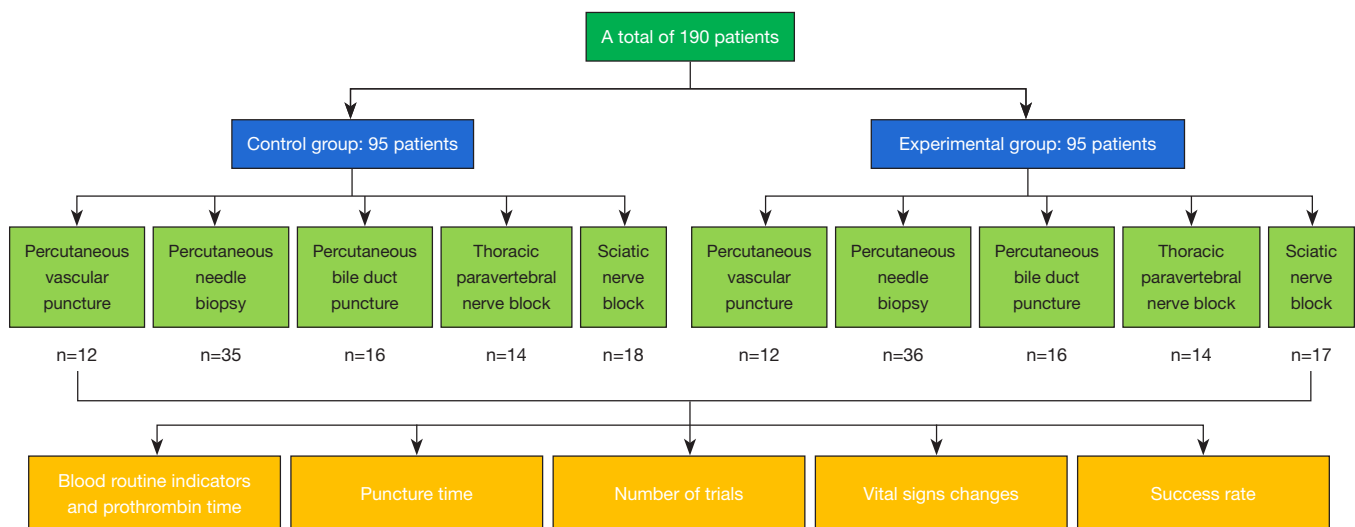 A total of 190 patients
Control group: 95 patients
Experimental group: 95 patients
Percutaneous
vascular
puncture
Percutaneous
needle
biopsy
Percutaneous
bile duct
puncture
Thoracic
paravertebral
nerve block
Sciatic
nerve
block
Percutaneous
vascular
puncture
Percutaneous
needle
biopsy
Percutaneous
bile duct
puncture
Thoracic
paravertebral
nerve block
Sciatic
nerve
block
n=12
n=35
n=16
n=14
n=18
n=12
n=36
n=16
n=14
n=17
Blood routine indicators
and prothrombin time
Puncture time
Number of trials
Vital signs changes
Success rate